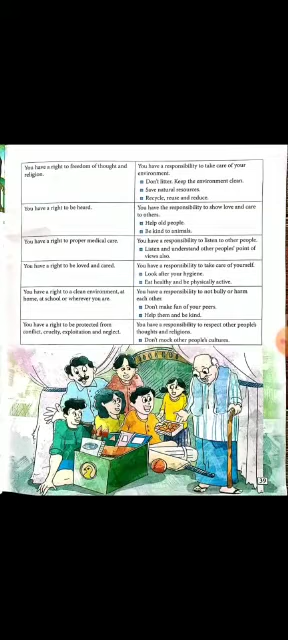 You have a right to freedom of thought and
religion.
You have a responsibility to take care of your
environment.
■ Don't litter. Keep the environment clean.
■ Save natural resources.
■ Recycle, reuse and reduce.
You have a right to be heard.
You have the responsibility to show love and care
to others.
■ Help old people.
■ Be kind to animals.
You have a right to proper medical care.
You have a responsibility to listen to other people.
■ Listen and understand other peoples' point of
views also.
You have a right to be loved and cared.
You have a responsibility to take care of yourself.
■ Look after your hygiene.
■ Eat healthy and be physically active.
You have a right to a clean environment, at
home, at school or wherever you are.
You have a responsibility to not bully or harm
each other.
■ Don't make fun of your peers.
■ Help them and be kind.
You have a right to be protected from
conflict, cruelty, exploitation and neglect.
You have a responsibility to respect other people's
thoughts and religions.
■ Don't mock other people's cultures.
39